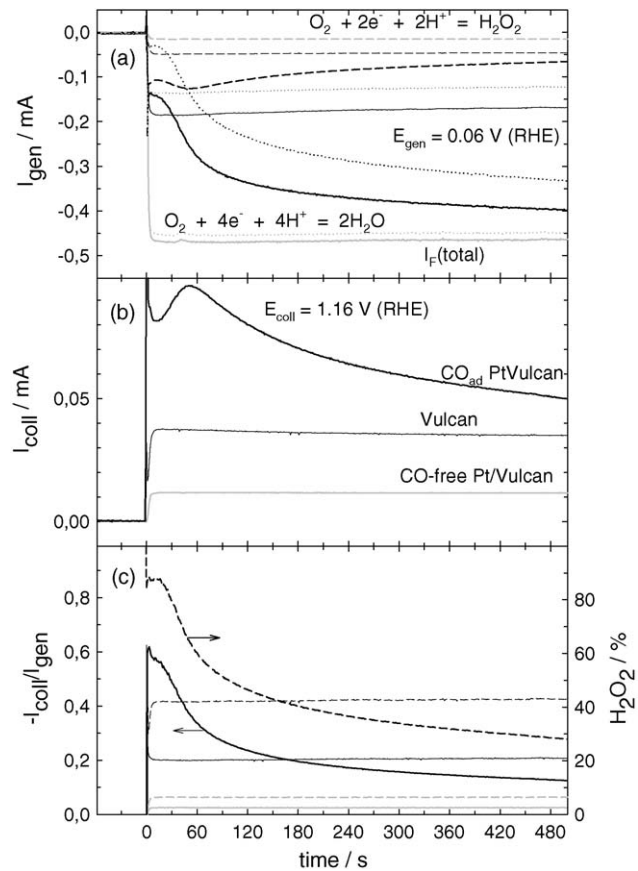 O₂ + 2e⁻ + 2H⁺ = H₂O₂
0,0
(a)
-0,1
-0,2
E_gen = 0.06 V (RHE)
-0,3
-0,4
O₂ + 4e⁻ + 4H⁺ = 2H₂O
-0,5
I_F(total)
I_gen / mA
(b)
E_coll = 1.16 V (RHE)
CO_ad PtVulcan
0,05
Vulcan
CO-free Pt/Vulcan
0,00
I_coll / mA
(c)
0,8
80
0,6
60
0,4
40
0,2
20
0,0
0
-I_coll/I_gen
H₂O₂ / %
0 60 120 180 240 300 360 420 480
time / s